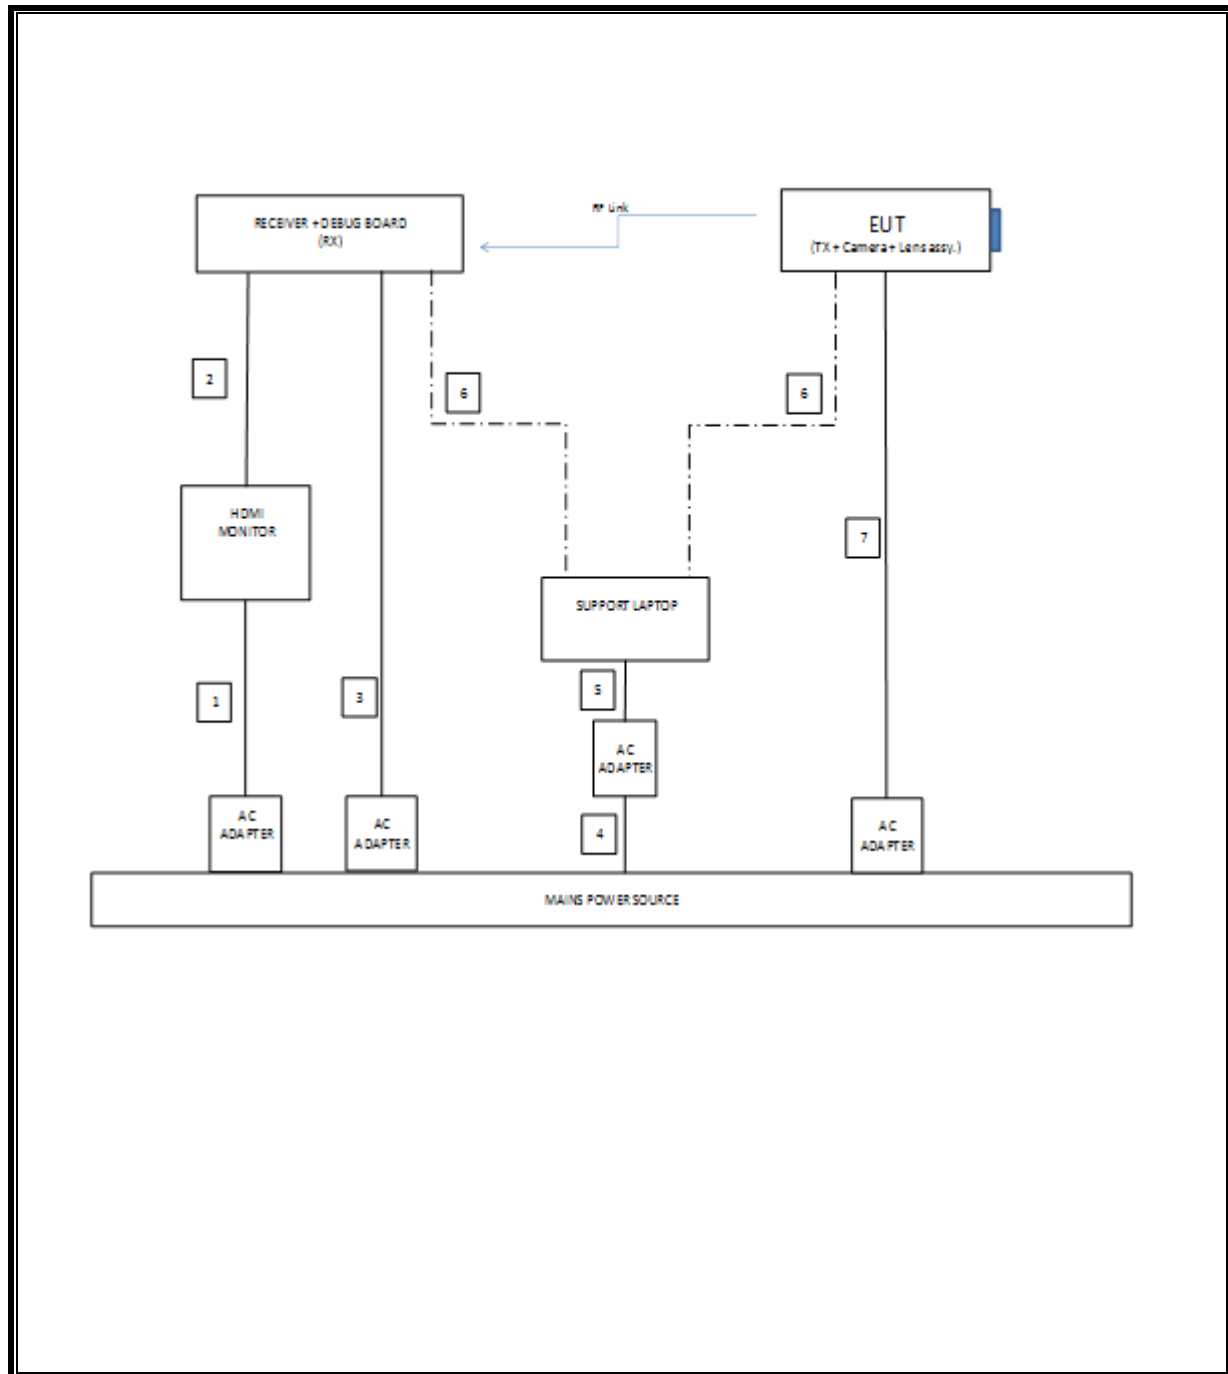 RECEIVER + DEBUG BOARD
(RX)
RF Link
EUT
(TX + Camera + Lens assy.)
2
6
6
HDMI
MONITOR
7
SUPPORT LAPTOP
1
3
5
AC
ADAPTER
AC
ADAPTER
AC
ADAPTER
4
AC
ADAPTER
MAINS POWER SOURCE